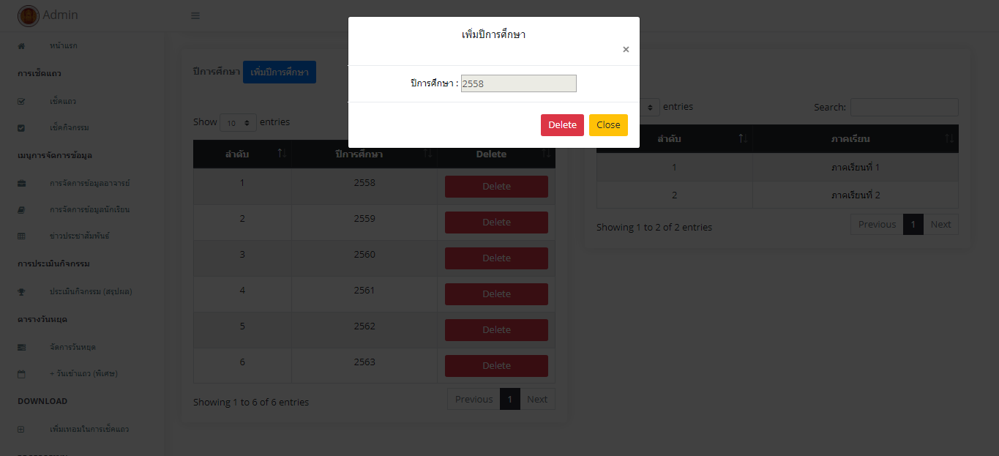 Admin
หน้าแรก
การเช็คแถว
เช็คแถว
เช็คกิจกรรม
เมนูการจัดการข้อมูล
การจัดการข้อมูลอาจารย์
การจัดการข้อมูลนักเรียน
ข่าวประชาสัมพันธ์
การประเมินกิจกรรม
ประเมินกิจกรรม (สรุปผล)
ตารางวันหยุด
จัดการวันหยุด
+ วันเข้าแถว (พิเศษ)
DOWNLOAD
เพิ่มเทอมในการเช็คแถว
เพิ่มปีการศึกษา
×
ปีการศึกษา : 2558
Delete Close
ปีการศึกษา เพิ่มปีการศึกษา
Show 10 entries
ลำดับ ปีการศึกษา Delete
1 2558 Delete
2 2559 Delete
3 2560 Delete
4 2561 Delete
5 2562 Delete
6 2563 Delete
Showing 1 to 6 of 6 entries
Previous 1 Next
entries Search:
ลำดับ ภาคเรียน
1 ภาคเรียนที่ 1
2 ภาคเรียนที่ 2
Showing 1 to 2 of 2 entries
Previous 1 Next